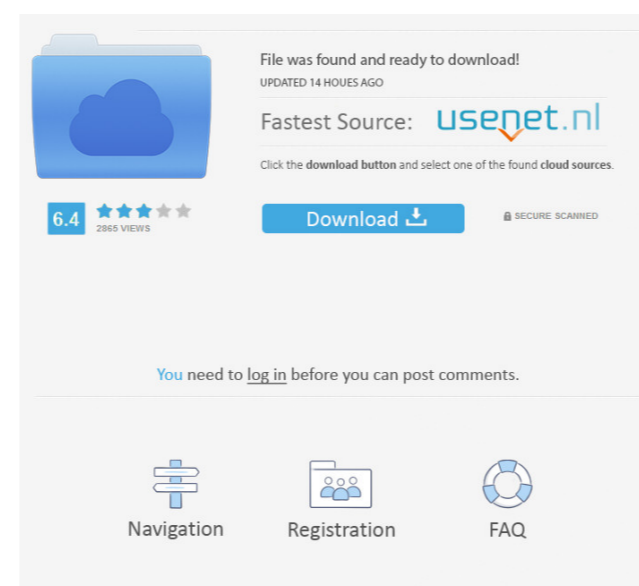 File was found and ready to download!
UPDATED 14 HOUES AGO
Fastest Source: usenet.nl
Click the download button and select one of the found cloud sources.
6.4
2865 VIEWS
Download
SECURE SCANNED
You need to log in before you can post comments.
Navigation
Registration
FAQ